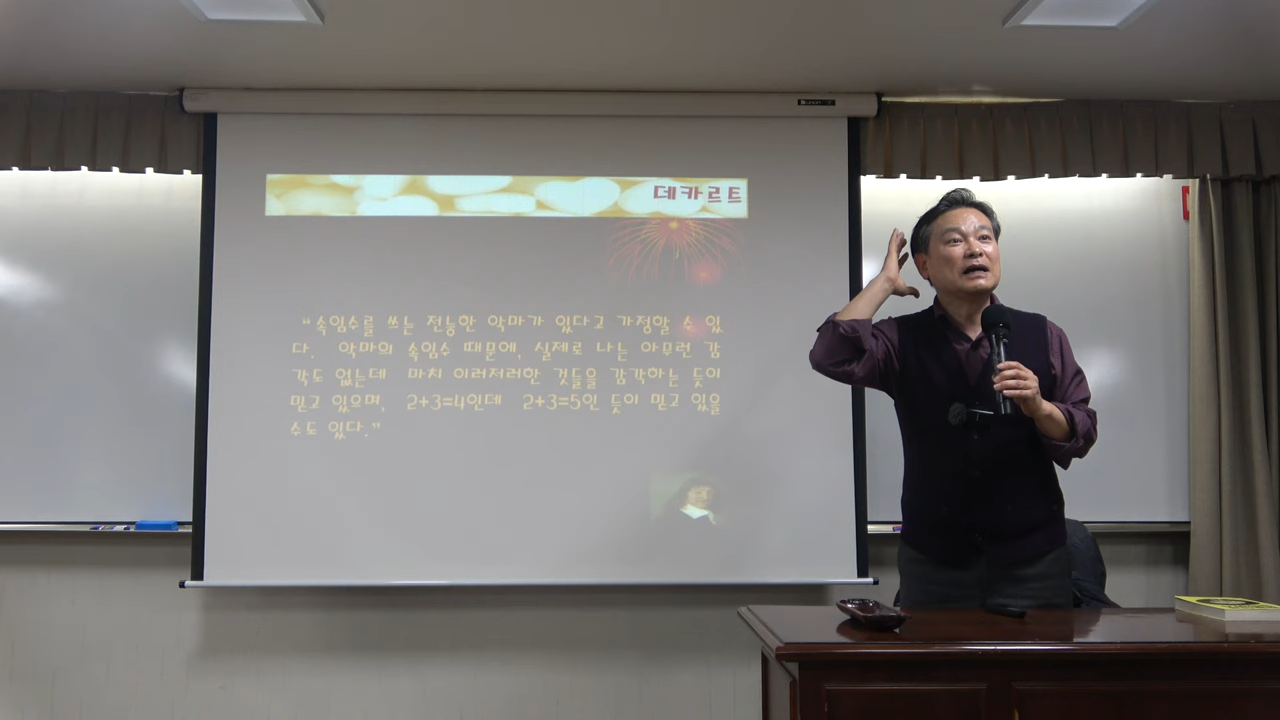 데카르트
“속임수를 쓰는 전능한 악마가 있다고 가정할 수 있
다. 악마의 속임수 때문에, 실제로 나는 아무런 감
각도 없는데 마치 이러저러한 것들을 감각하는 듯이
믿고 있으며, 2+3=4인데 2+3=5인 듯이 믿고 있을
수도 있다.”